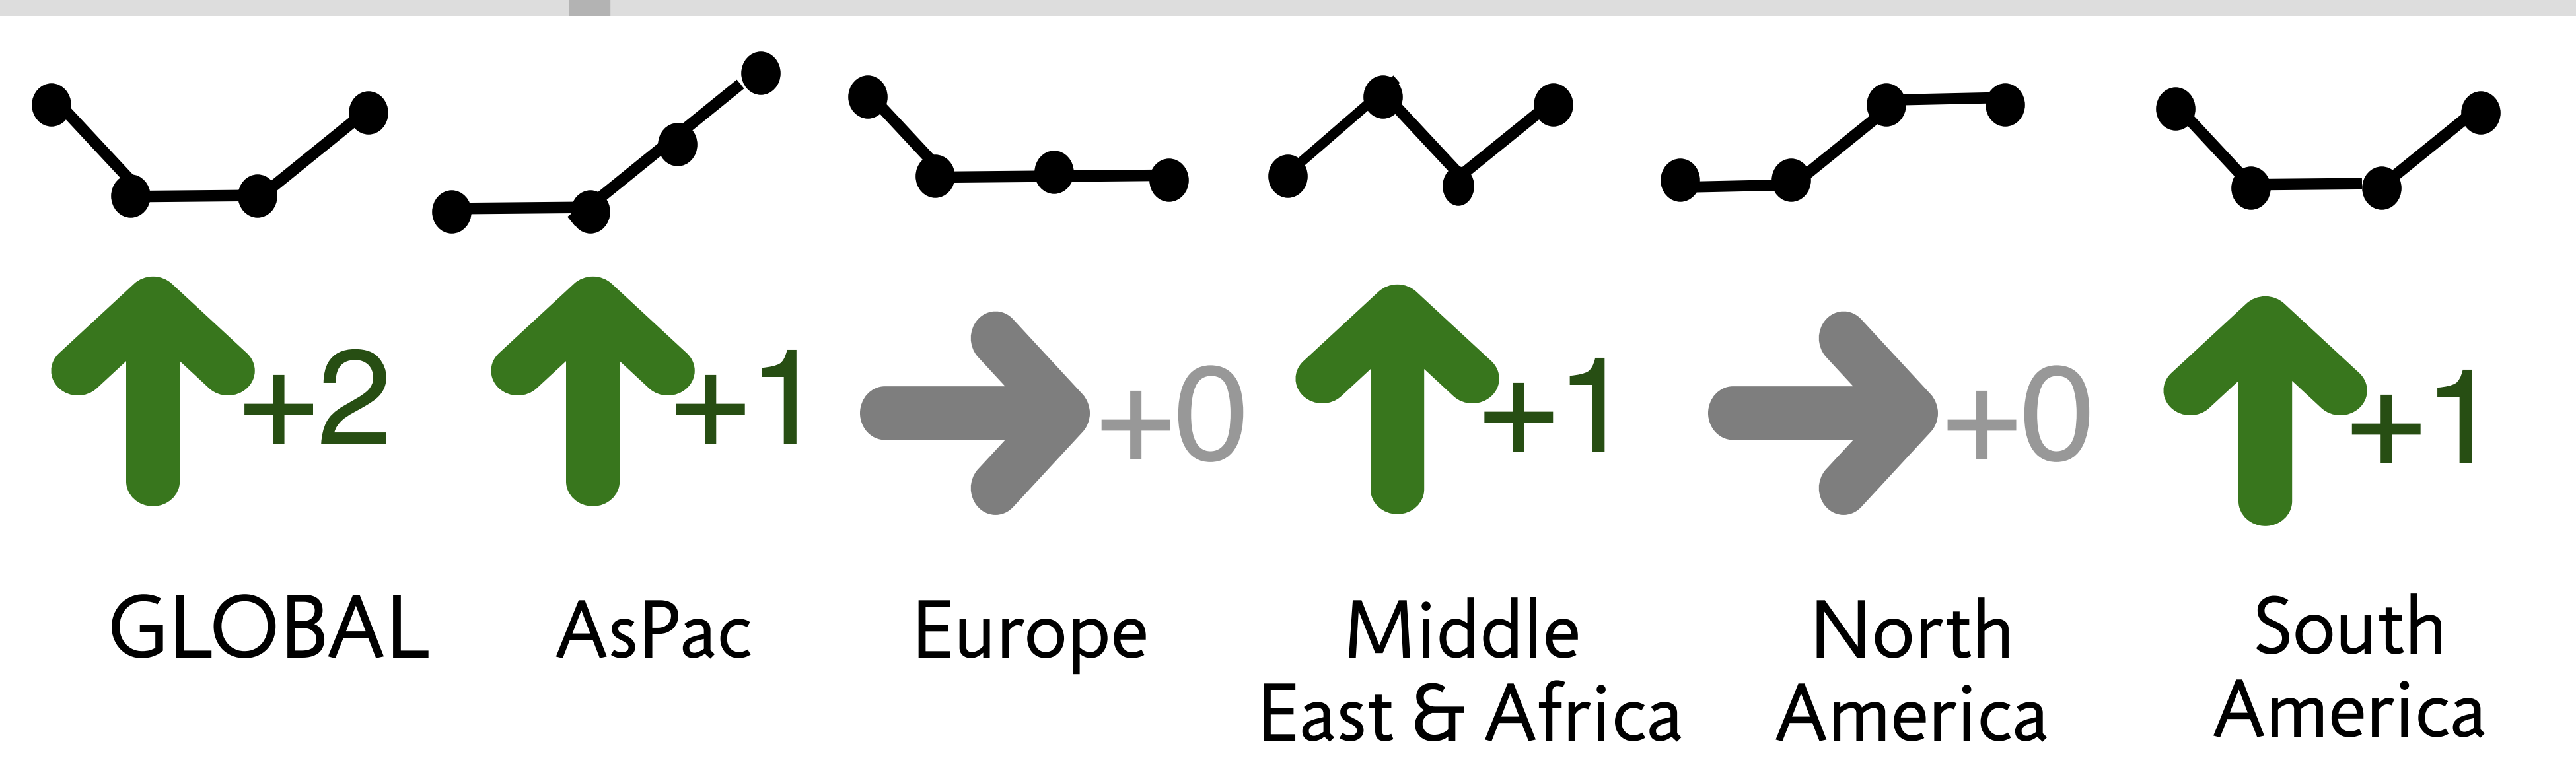 +2
+1
+0
+1
+0
+1
GLOBAL
AsPac
Europe
Middle
East & Africa
North
America
South
America